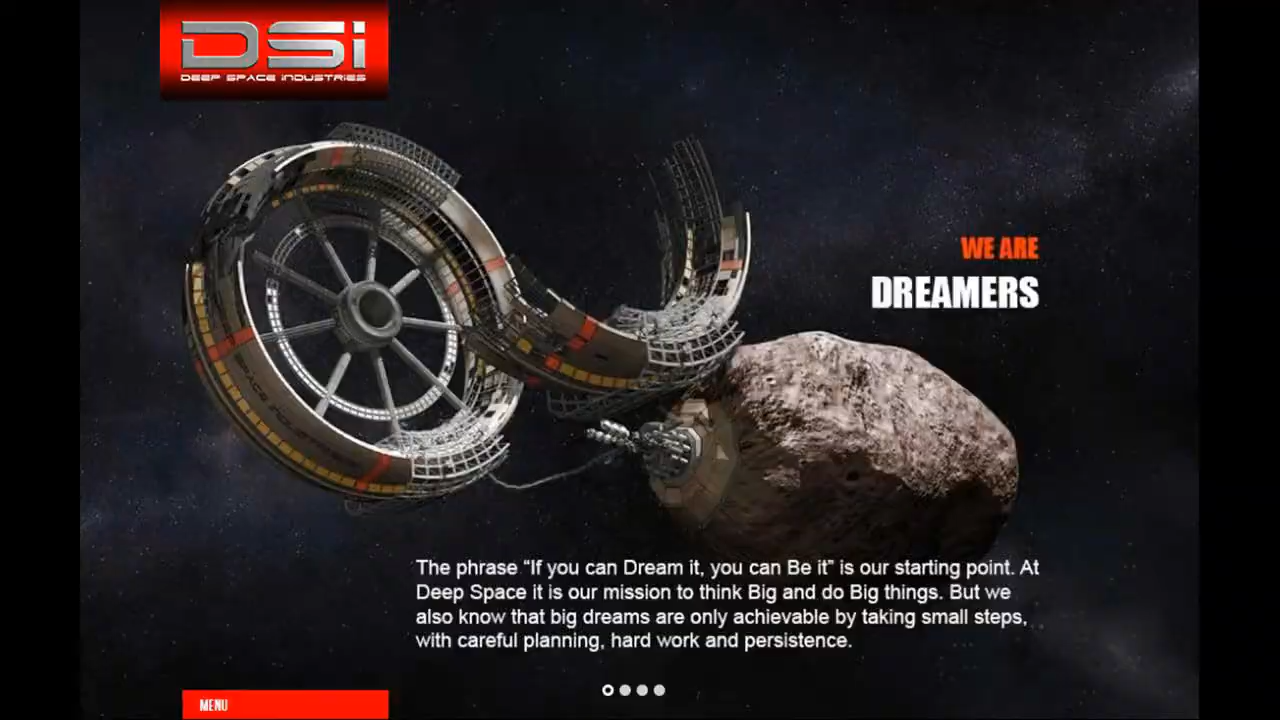 DSi
DEEP SPACE INDUSTRIES
WE ARE
DREAMERS
SPACE INDUSTRIES
The phrase “If you can Dream it, you can Be it” is our starting point. At
Deep Space it is our mission to think Big and do Big things. But we
also know that big dreams are only achievable by taking small steps,
with careful planning, hard work and persistence.
MENU